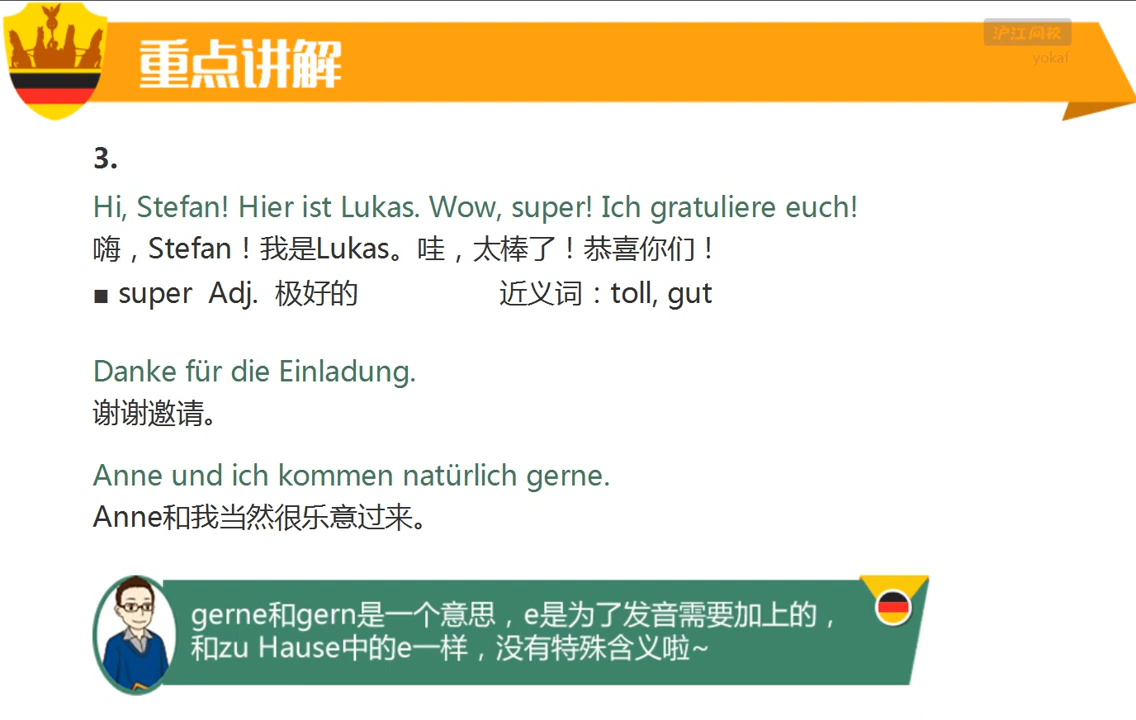 重点讲解
沪江网校
yokaf
3.
Hi, Stefan! Hier ist Lukas. Wow, super! Ich gratuliere euch!
嗨，Stefan！我是Lukas。哇，太棒了！恭喜你们！
■ super Adj. 极好的 近义词：toll, gut
Danke für die Einladung.
谢谢邀请。
Anne und ich kommen natürlich gerne.
Anne和我当然很乐意过来。
gerne和gern是一个意思，e是为了发音需要加上的，
和zu Hause中的e一样，没有特殊含义啦~